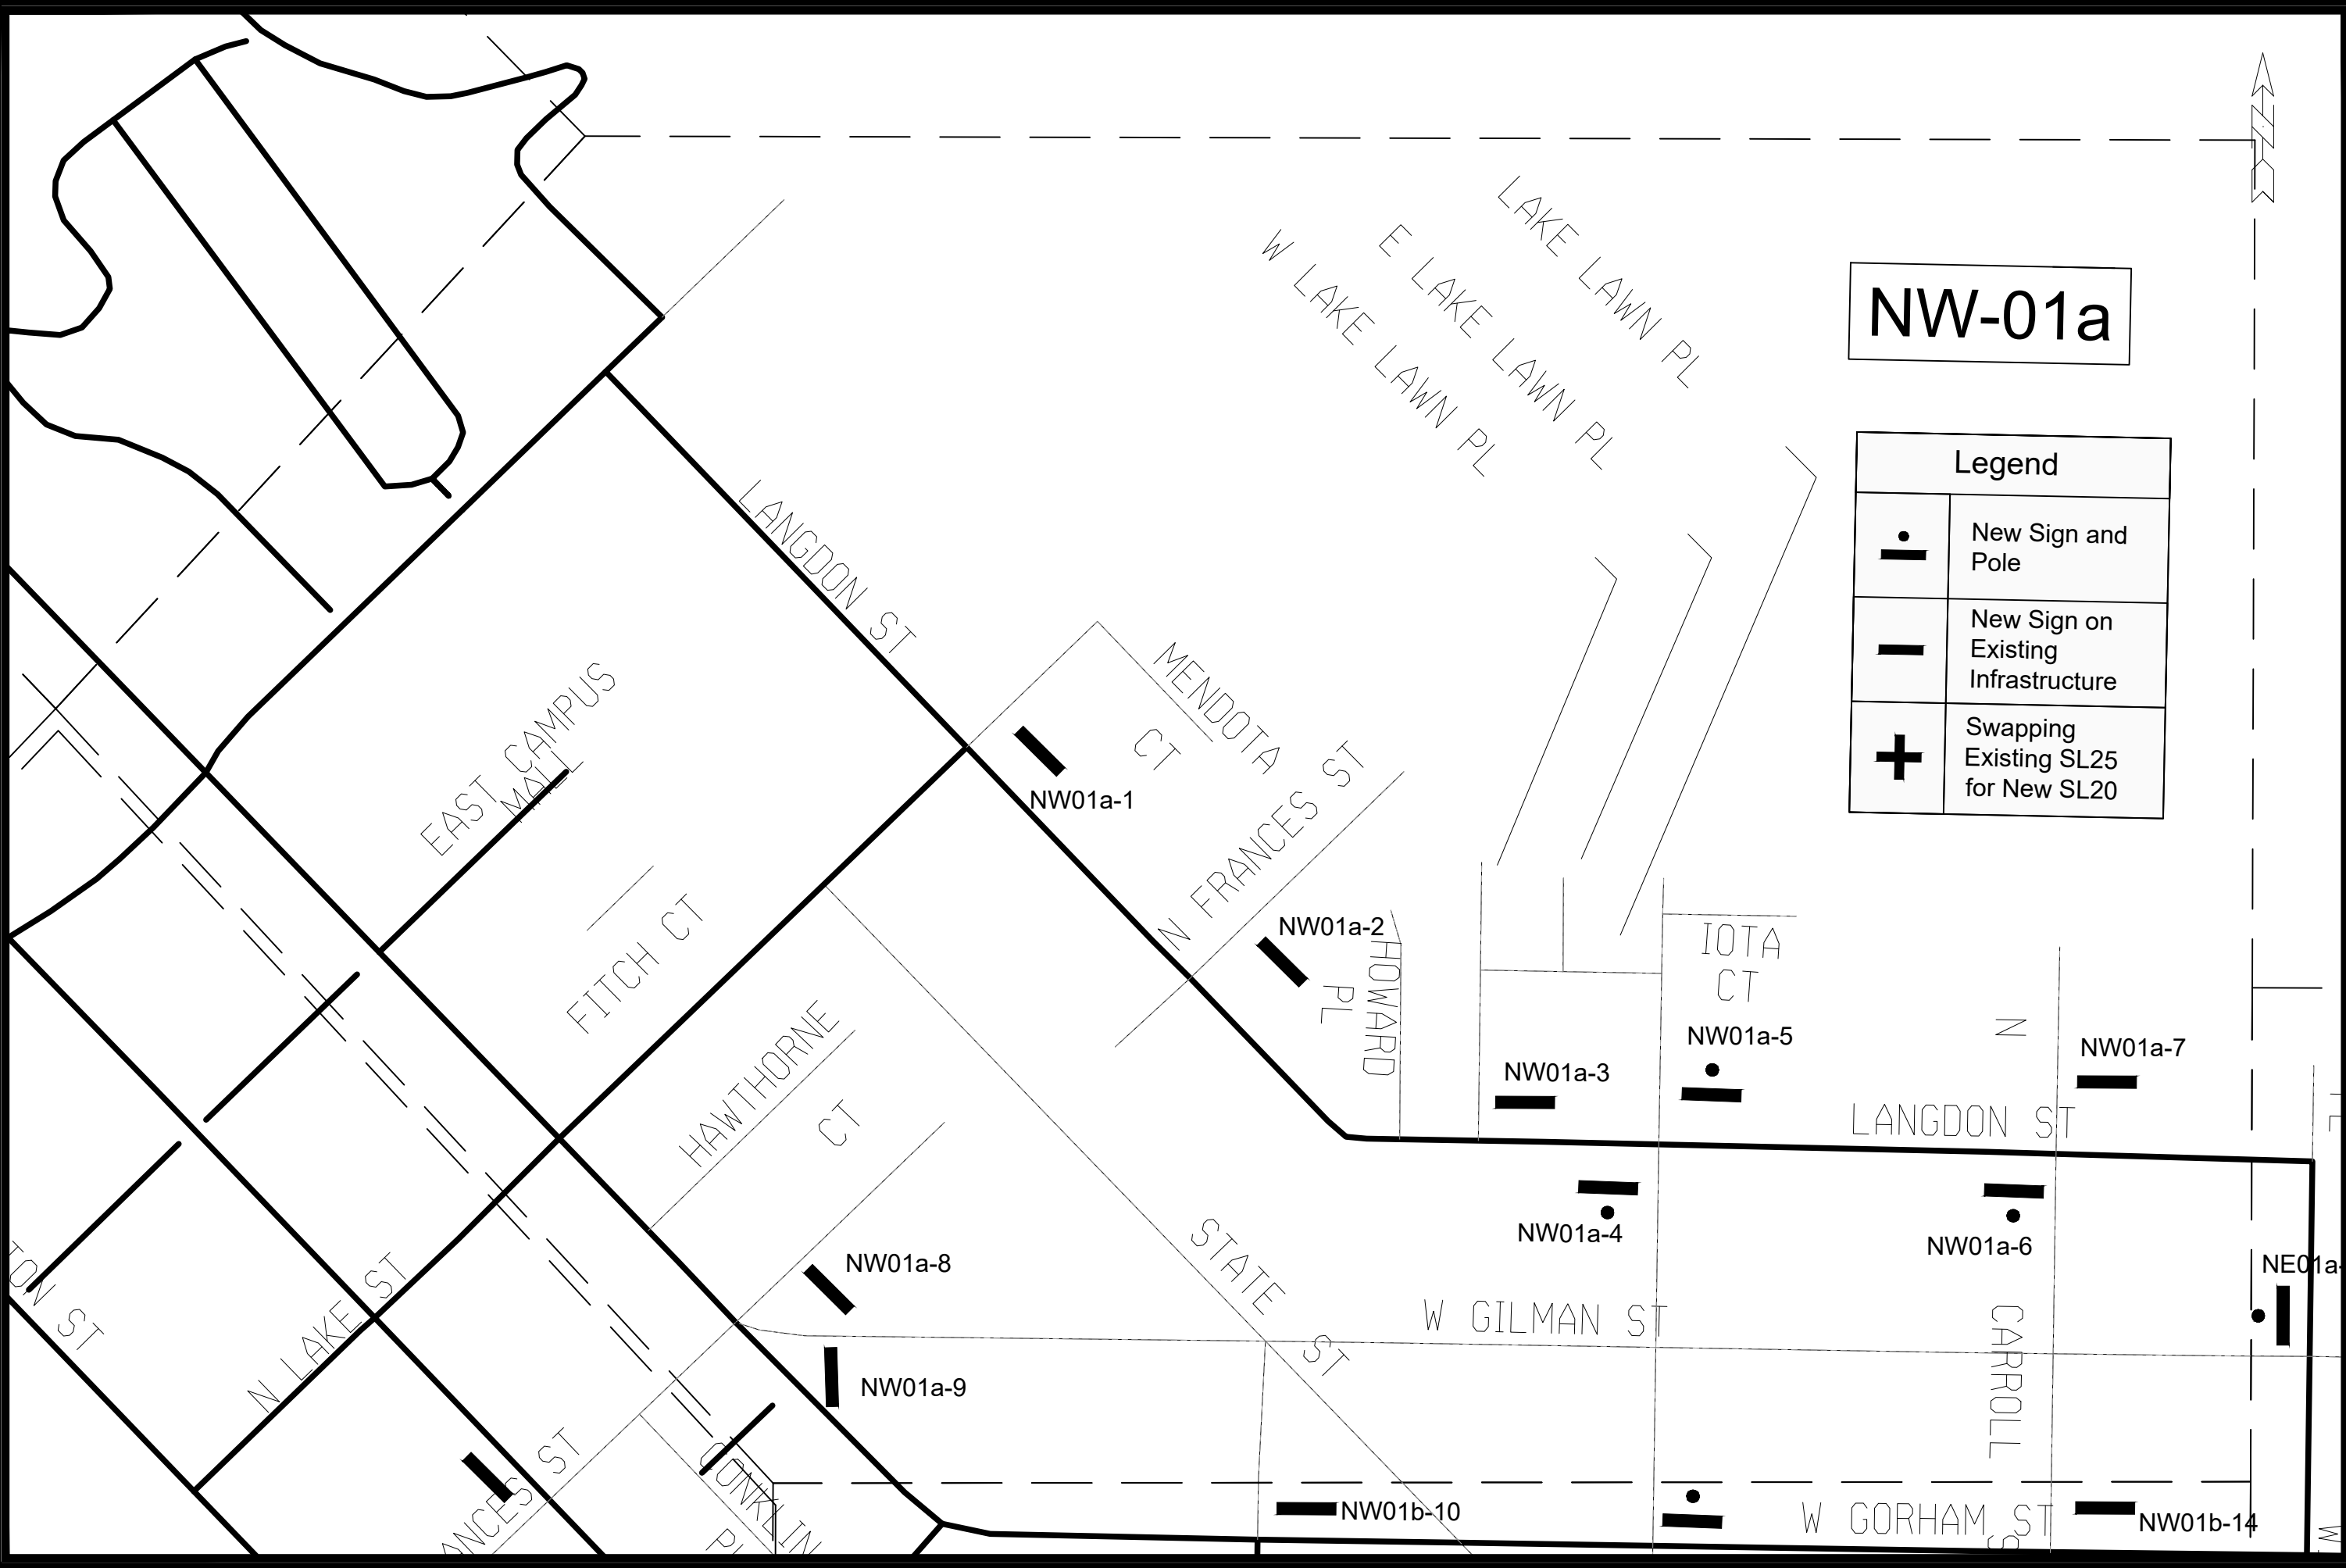 LAKE LAWN PL
E LAKE LAWN PL
W LAKE LAWN PL
NW-01a
Legend
New Sign and
Pole
New Sign on
Existing
Infrastructure
Swapping
Existing SL25
for New SL20
LANGDON ST
MENDOTA
CT
EAST CAMPUS
MALL
NW01a-1
N FRANCES ST
FITCH CT
NW01a-2
HOWARD
PL
IOTA
CT
HAWTHORNE
CT
NW01a-3
NW01a-5
N
CARROLL
NW01a-7
LANGDON ST
NW01a-4
NW01a-6
NW01a-8
STATE
ST
W GILMAN ST
NE01a-
ST
N LAKE ST
NW01a-9
ST
CONKLIN
PL
NW01b-10
W GORHAM ST
NW01b-14